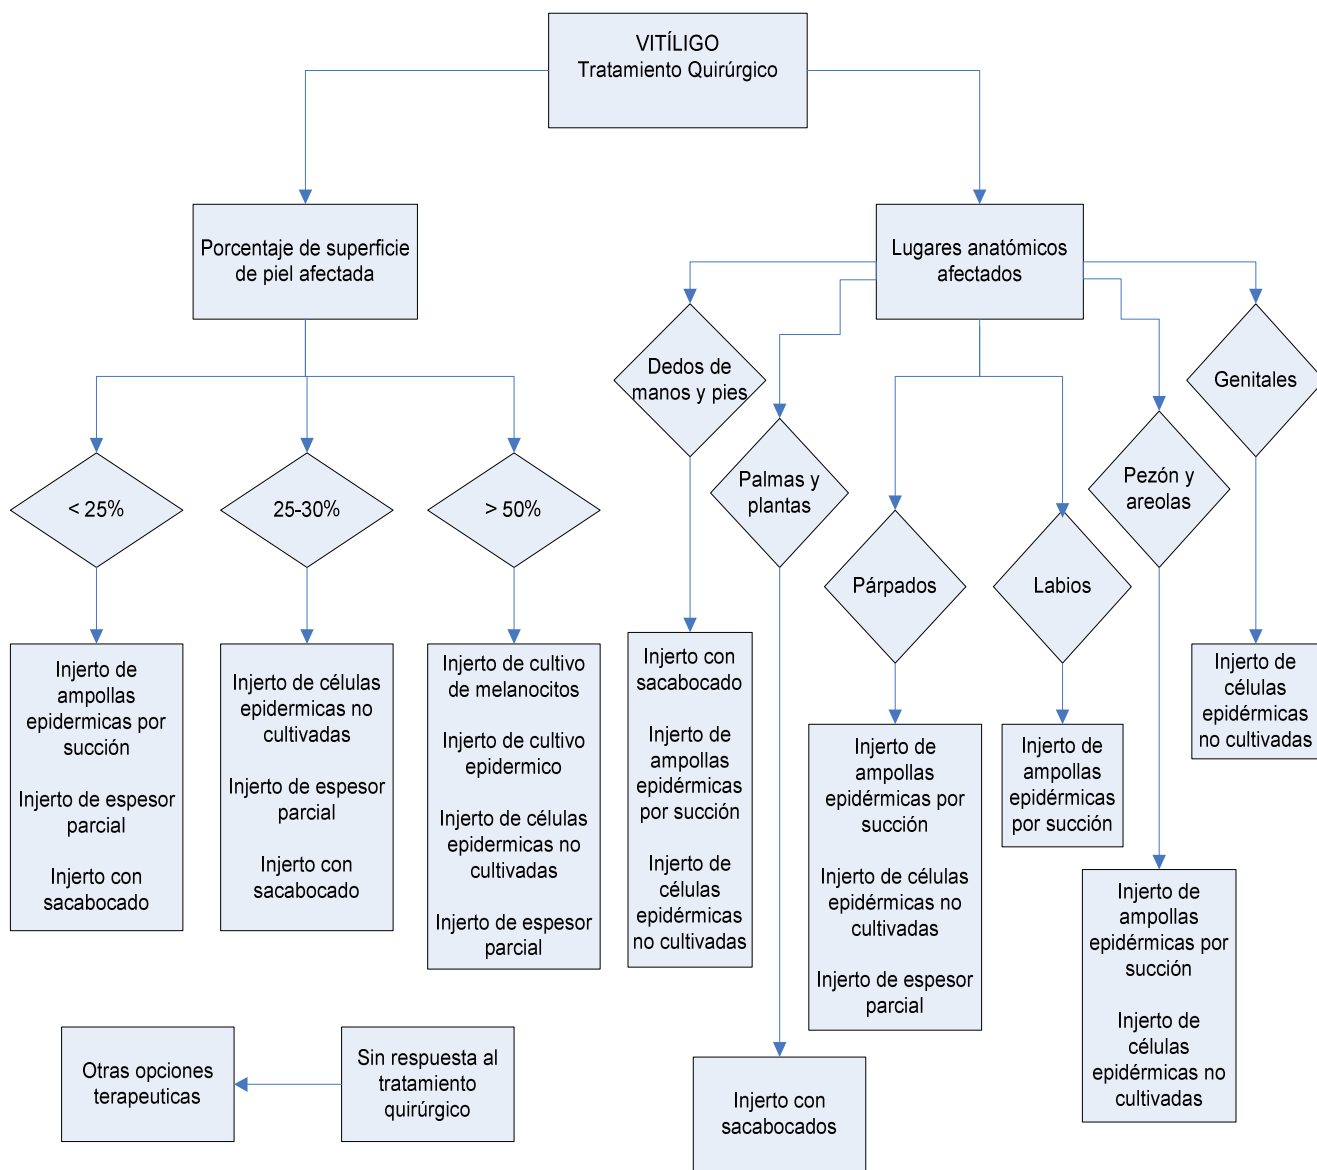 VITÍLIGO
Tratamiento Quirúrgico
Porcentaje de superficie
de piel afectada
Lugares anatómicos
afectados
< 25%
25-30%
> 50%
Dedos de
manos y pies
Palmas y
plantas
Párpados
Labios
Pezón y
areolas
Genitales
Injerto de
ampollas
epidermicas por
succión
Injerto de espesor
parcial
Injerto con
sacabocado
Injerto de células
epidermicas no
cultivadas
Injerto de espesor
parcial
Injerto con
sacabocado
Injerto de cultivo
de melanocitos
Injerto de cultivo
epidermico
Injerto de células
epidermicas no
cultivadas
Injerto de espesor
parcial
Injerto con
sacabocado
Injerto de
ampollas
epidérmicas
por succión
Injerto de
células
epidérmicas
no cultivadas
Injerto con
sacabocados
Injerto de
ampollas
epidérmicas por
succión
Injerto de células
epidérmicas no
cultivadas
Injerto de espesor
parcial
Injerto de
ampollas
epidérmicas
por succión
Injerto de
ampollas
epidérmicas por
succión
Injerto de
células
epidérmicas no
cultivadas
Injerto de
células
epidérmicas
no cultivadas
Otras opciones
terapeuticas
Sin respuesta al
tratamiento
quirúrgico